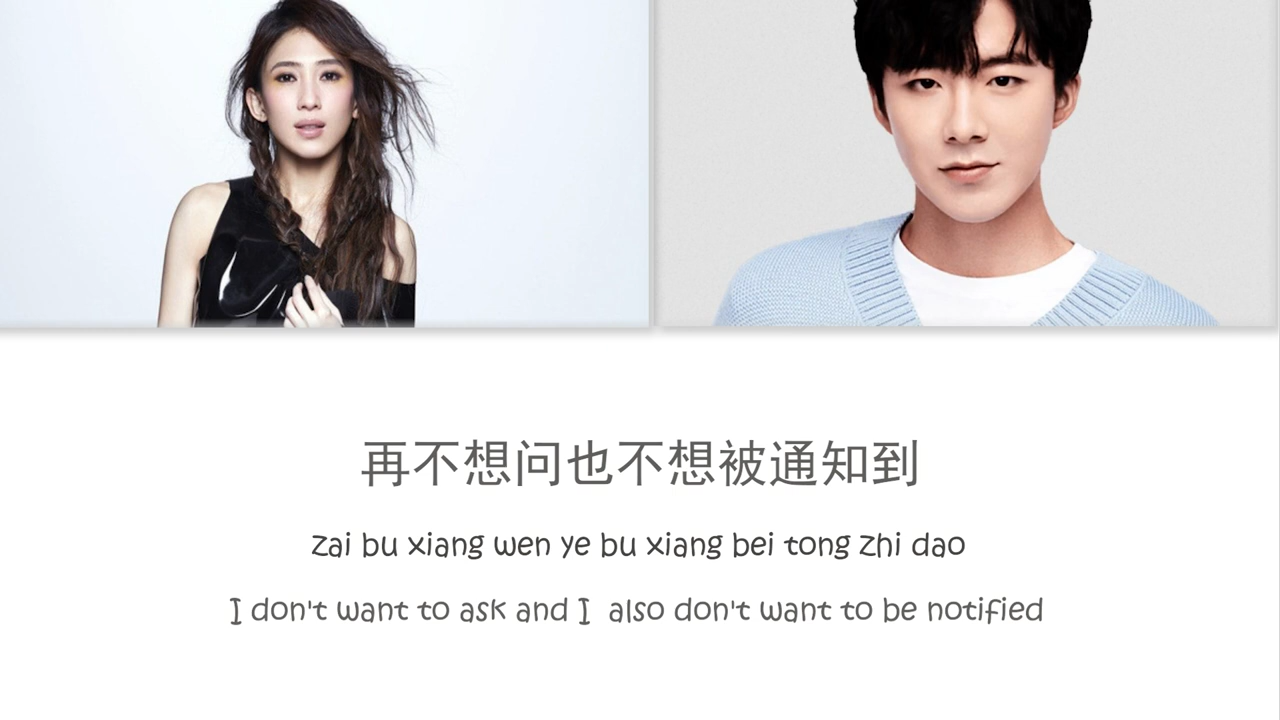 再不想问也不想被通知到
zai bu xiang wen ye bu xiang bei tong zhi dao
I don't want to ask and I  also don't want to be notified